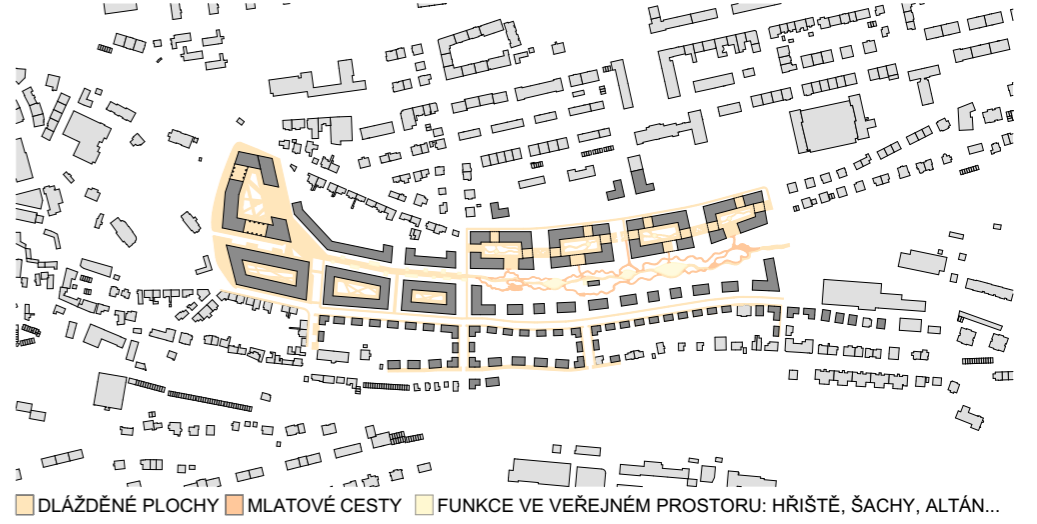 DLÁŽDĚNÉ PLOCHY MLATOVÉ CESTY FUNKCE VE VEŘEJNÉM PROSTORU: HŘIŠTĚ, ŠACHY, ALTÁN...